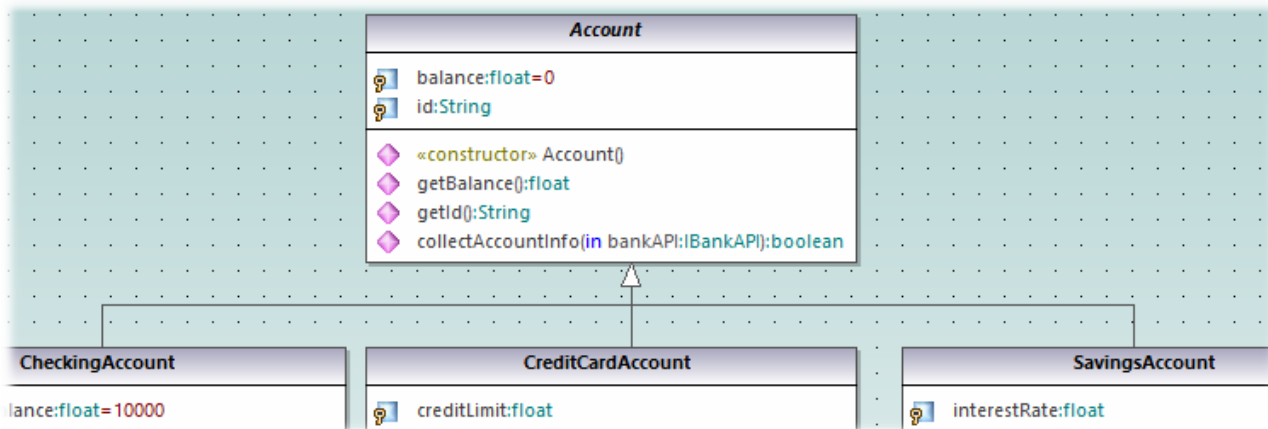 Account
balance:float=0
id:String
«constructor» Account()
getBalance():float
getId():String
collectAccountInfo(in bankAPI:IBankAPI):boolean
CheckingAccount
CreditCardAccount
SavingsAccount
lance:float=10000
creditLimit:float
interestRate:float